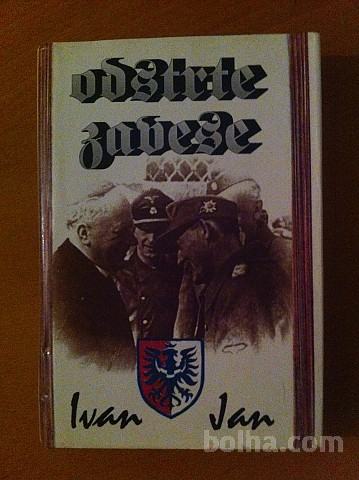 odstrte
zavese
Ivan Jan
bolha.com